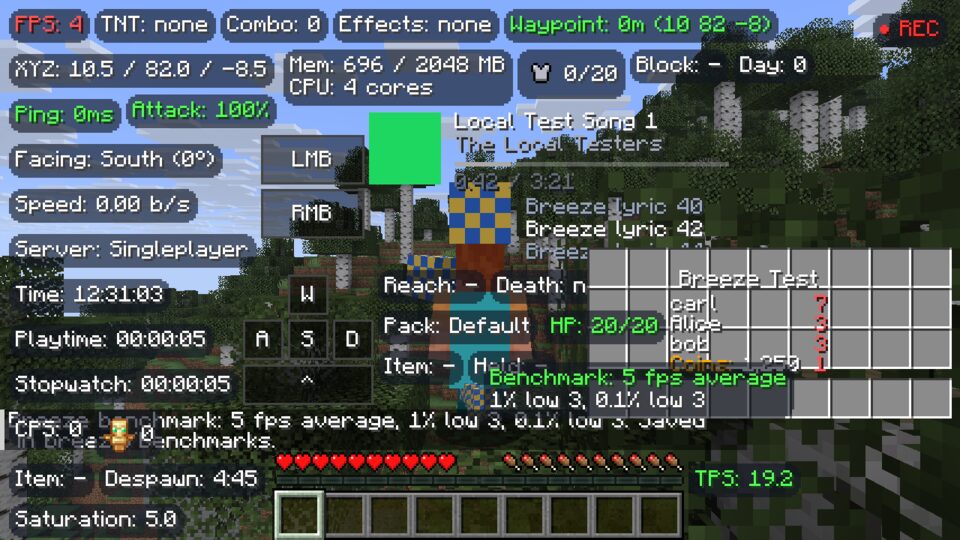 FPS: 4 TNT: none Combo: 0 Effects: none Waypoint: 0m (10 82 -8) REC
XYZ: 10.5 / 82.0 / -8.5 Mem: 696 / 2048 MB 0/20 Block: - Day: 0
CPU: 4 cores
Ping: 0ms Attack: 100%
Local Test Song 1
The Local Testers
Facing: South (0°) LMB
0:42 / 3:21
Speed: 0.00 b/s RMB
Breeze lyric 40
Breeze lyric 42
Breeze
Server: Singleplayer
Breeze Test
Reach: - Death:
Time: 12:31:03 W
carl 7
Pack: Default HP: 20/20
Alice 3
Playtime: 00:00:05 A S D
bob 3
Item: -
Coins: 1,250 1
Stopwatch: 00:00:05 ^
Benchmark: 5 fps average
1% low 3, 0.1% low 3
Breeze benchmark: 5 fps average, 1% low 3, 0.1% low 3. Saved
CPS: 0 0
in breeze benchmarks.
Item: - Despawn: 4:45 TPS: 19.2
Saturation: 5.0